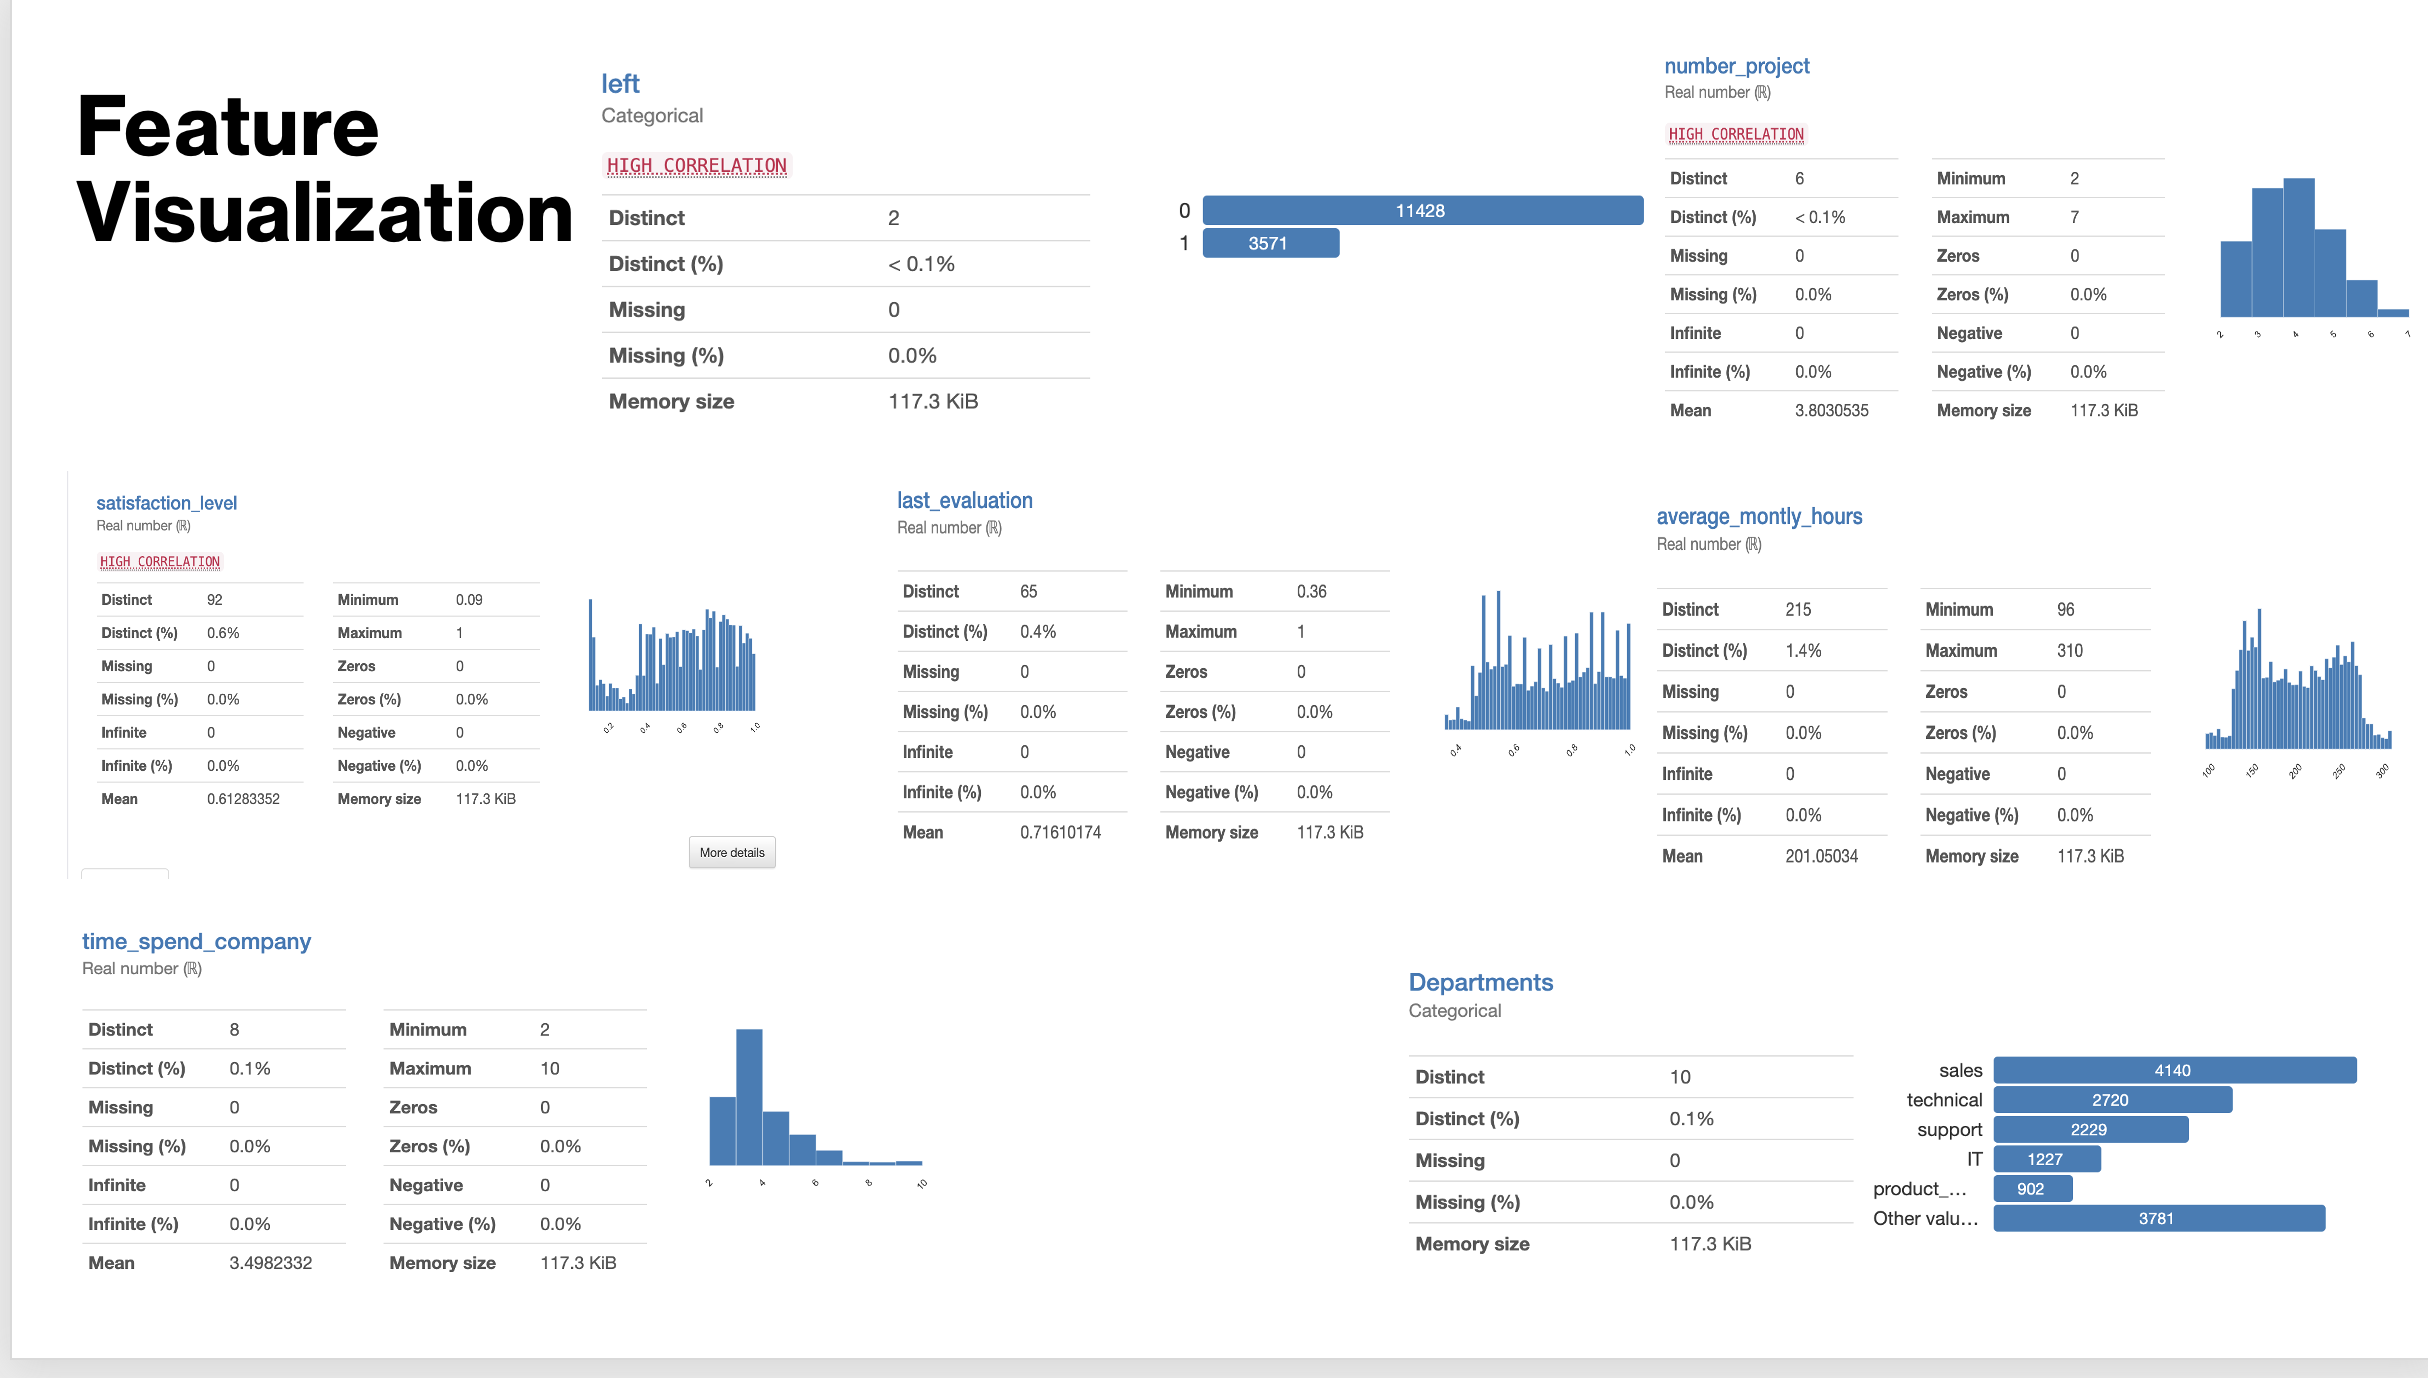 Feature
Visualization
left
Categorical
HIGH CORRELATION
Distinct 2
Distinct (%) < 0.1%
Missing 0
Missing (%) 0.0%
Memory size 117.3 KiB
0 11428
1 3571
number_project
Real number (ℝ)
HIGH CORRELATION
Distinct 6 Minimum 2
Distinct (%) < 0.1% Maximum 7
Missing 0 Zeros 0
Missing (%) 0.0% Zeros (%) 0.0%
Infinite 0 Negative 0
Infinite (%) 0.0% Negative (%) 0.0%
Mean 3.8030535 Memory size 117.3 KiB
2 3 4 5 6 7
satisfaction_level
Real number (ℝ)
HIGH CORRELATION
Distinct 92 Minimum 0.09
Distinct (%) 0.6% Maximum 1
Missing 0 Zeros 0
Missing (%) 0.0% Zeros (%) 0.0%
Infinite 0 Negative 0
Infinite (%) 0.0% Negative (%) 0.0%
Mean 0.61283352 Memory size 117.3 KiB
0.2 0.4 0.6 0.8 1.0
More details
last_evaluation
Real number (ℝ)
Distinct 65 Minimum 0.36
Distinct (%) 0.4% Maximum 1
Missing 0 Zeros 0
Missing (%) 0.0% Zeros (%) 0.0%
Infinite 0 Negative 0
Infinite (%) 0.0% Negative (%) 0.0%
Mean 0.71610174 Memory size 117.3 KiB
0.4 0.6 0.8 1.0
average_montly_hours
Real number (ℝ)
Distinct 215 Minimum 96
Distinct (%) 1.4% Maximum 310
Missing 0 Zeros 0
Missing (%) 0.0% Zeros (%) 0.0%
Infinite 0 Negative 0
Infinite (%) 0.0% Negative (%) 0.0%
Mean 201.05034 Memory size 117.3 KiB
100 150 200 250 300
time_spend_company
Real number (ℝ)
Distinct 8 Minimum 2
Distinct (%) 0.1% Maximum 10
Missing 0 Zeros 0
Missing (%) 0.0% Zeros (%) 0.0%
Infinite 0 Negative 0
Infinite (%) 0.0% Negative (%) 0.0%
Mean 3.4982332 Memory size 117.3 KiB
2 4 6 8 10
Departments
Categorical
Distinct 10
Distinct (%) 0.1%
Missing 0
Missing (%) 0.0%
Memory size 117.3 KiB
sales 4140
technical 2720
support 2229
IT 1227
product_... 902
Other valu... 3781